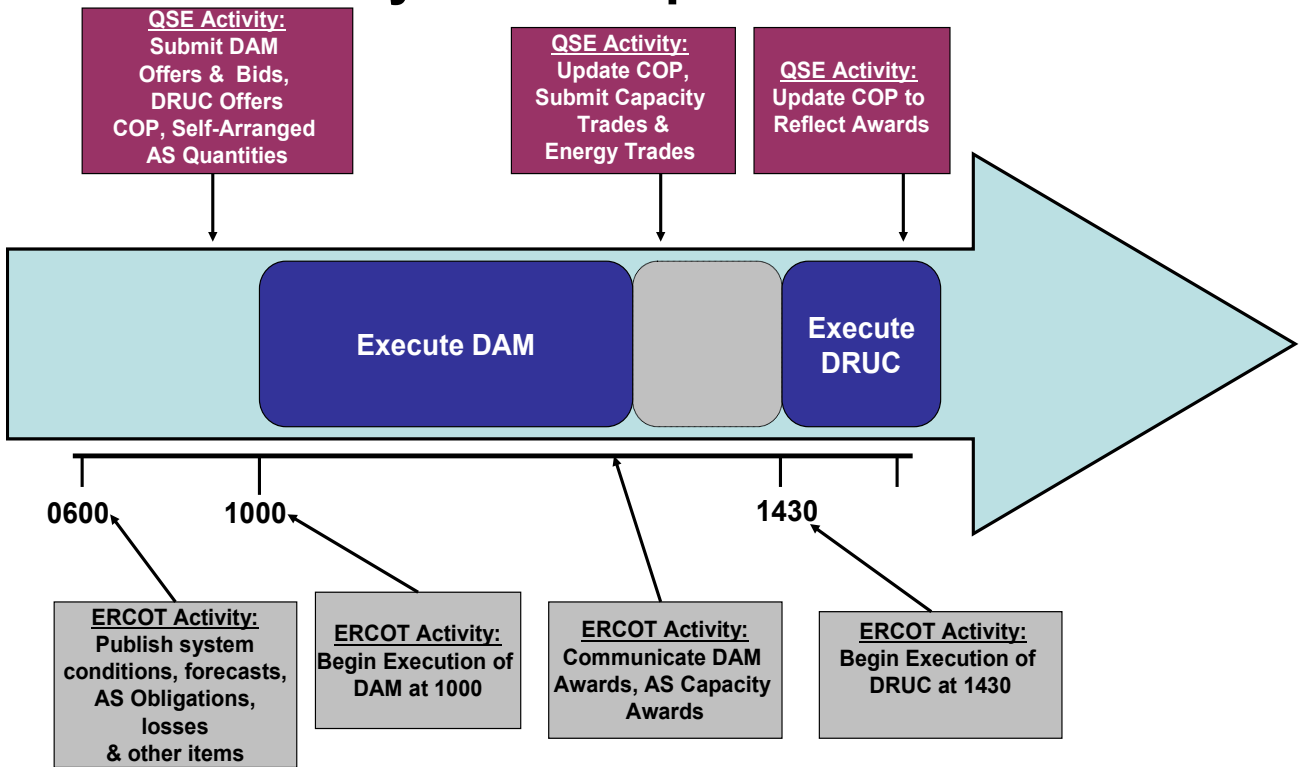 QSE Activity:
Submit DAM
Offers & Bids,
DRUC Offers
COP, Self-Arranged
AS Quantities
QSE Activity:
Update COP,
Submit Capacity
Trades &
Energy Trades
QSE Activity:
Update COP to
Reflect Awards
Execute DAM
Execute
DRUC
0600
1000
1430
ERCOT Activity:
Publish system
conditions, forecasts,
AS Obligations,
losses
& other items
ERCOT Activity:
Begin Execution of
DAM at 1000
ERCOT Activity:
Communicate DAM
Awards, AS Capacity
Awards
ERCOT Activity:
Begin Execution of
DRUC at 1430